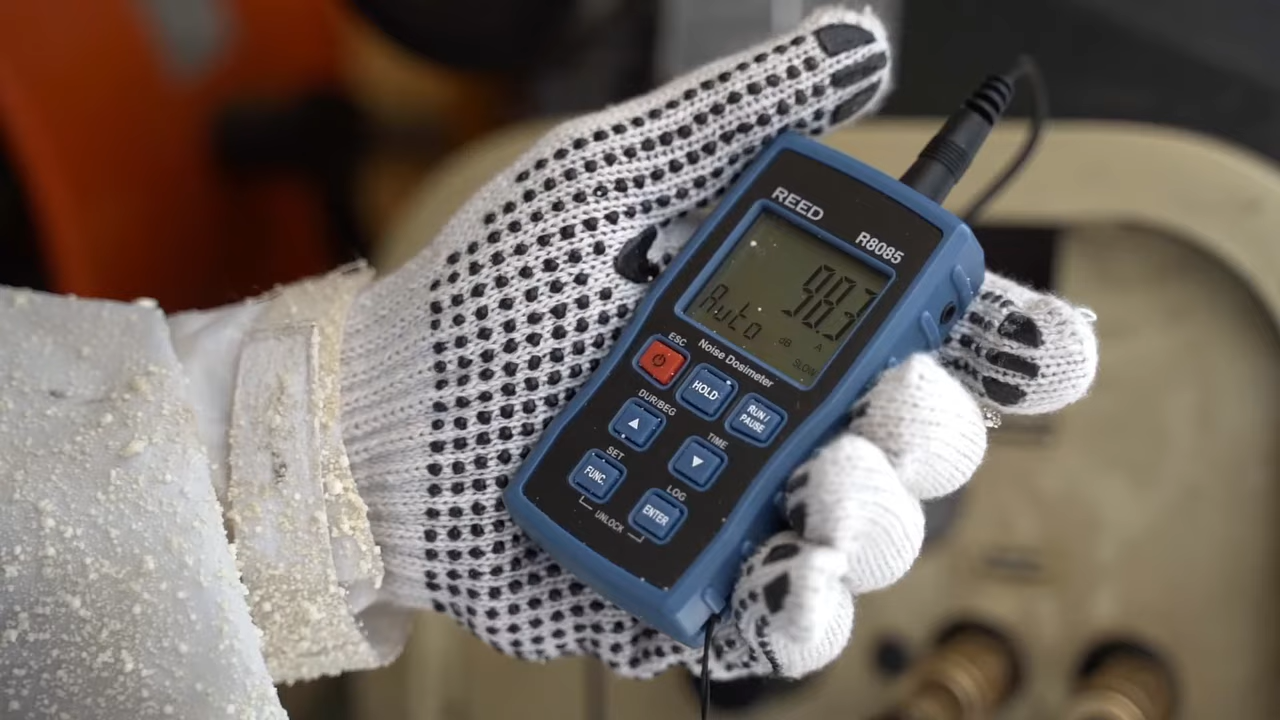 REED
R8085
98.3
Auto
dB A
SLOW
ESC
Noise Dosimeter
HOLD
RUN/
PAUSE
DUR/BEG
TIME
SET
FUNC.
LOG
ENTER
UNLOCK